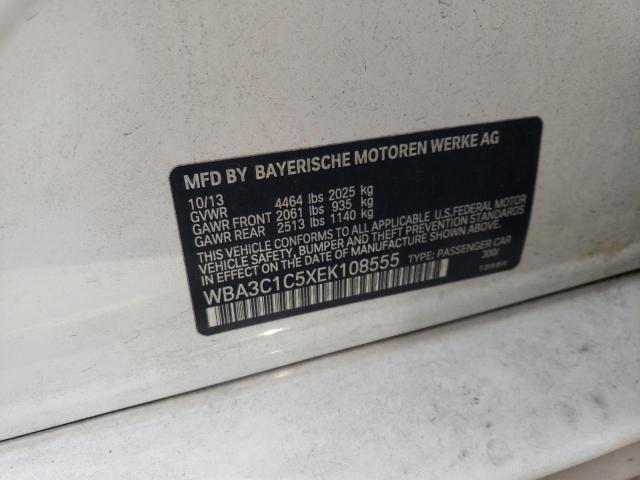 MFD BY BAYERISCHE MOTOREN WERKE AG
10/13
GVWR 4464 lbs 2025 kg
GAWR FRONT 2061 lbs 935 kg
GAWR REAR 2513 lbs 1140 kg
THIS VEHICLE CONFORMS TO ALL APPLICABLE U.S.FEDERAL MOTOR
VEHICLE SAFETY, BUMPER AND THEFT PREVENTION STANDARDS
IN EFFECT ON THE DATE OF MANUFACTURE SHOWN ABOVE.
WBA3C1C5XEK108555 TYPE: PASSENGER CAR
300/